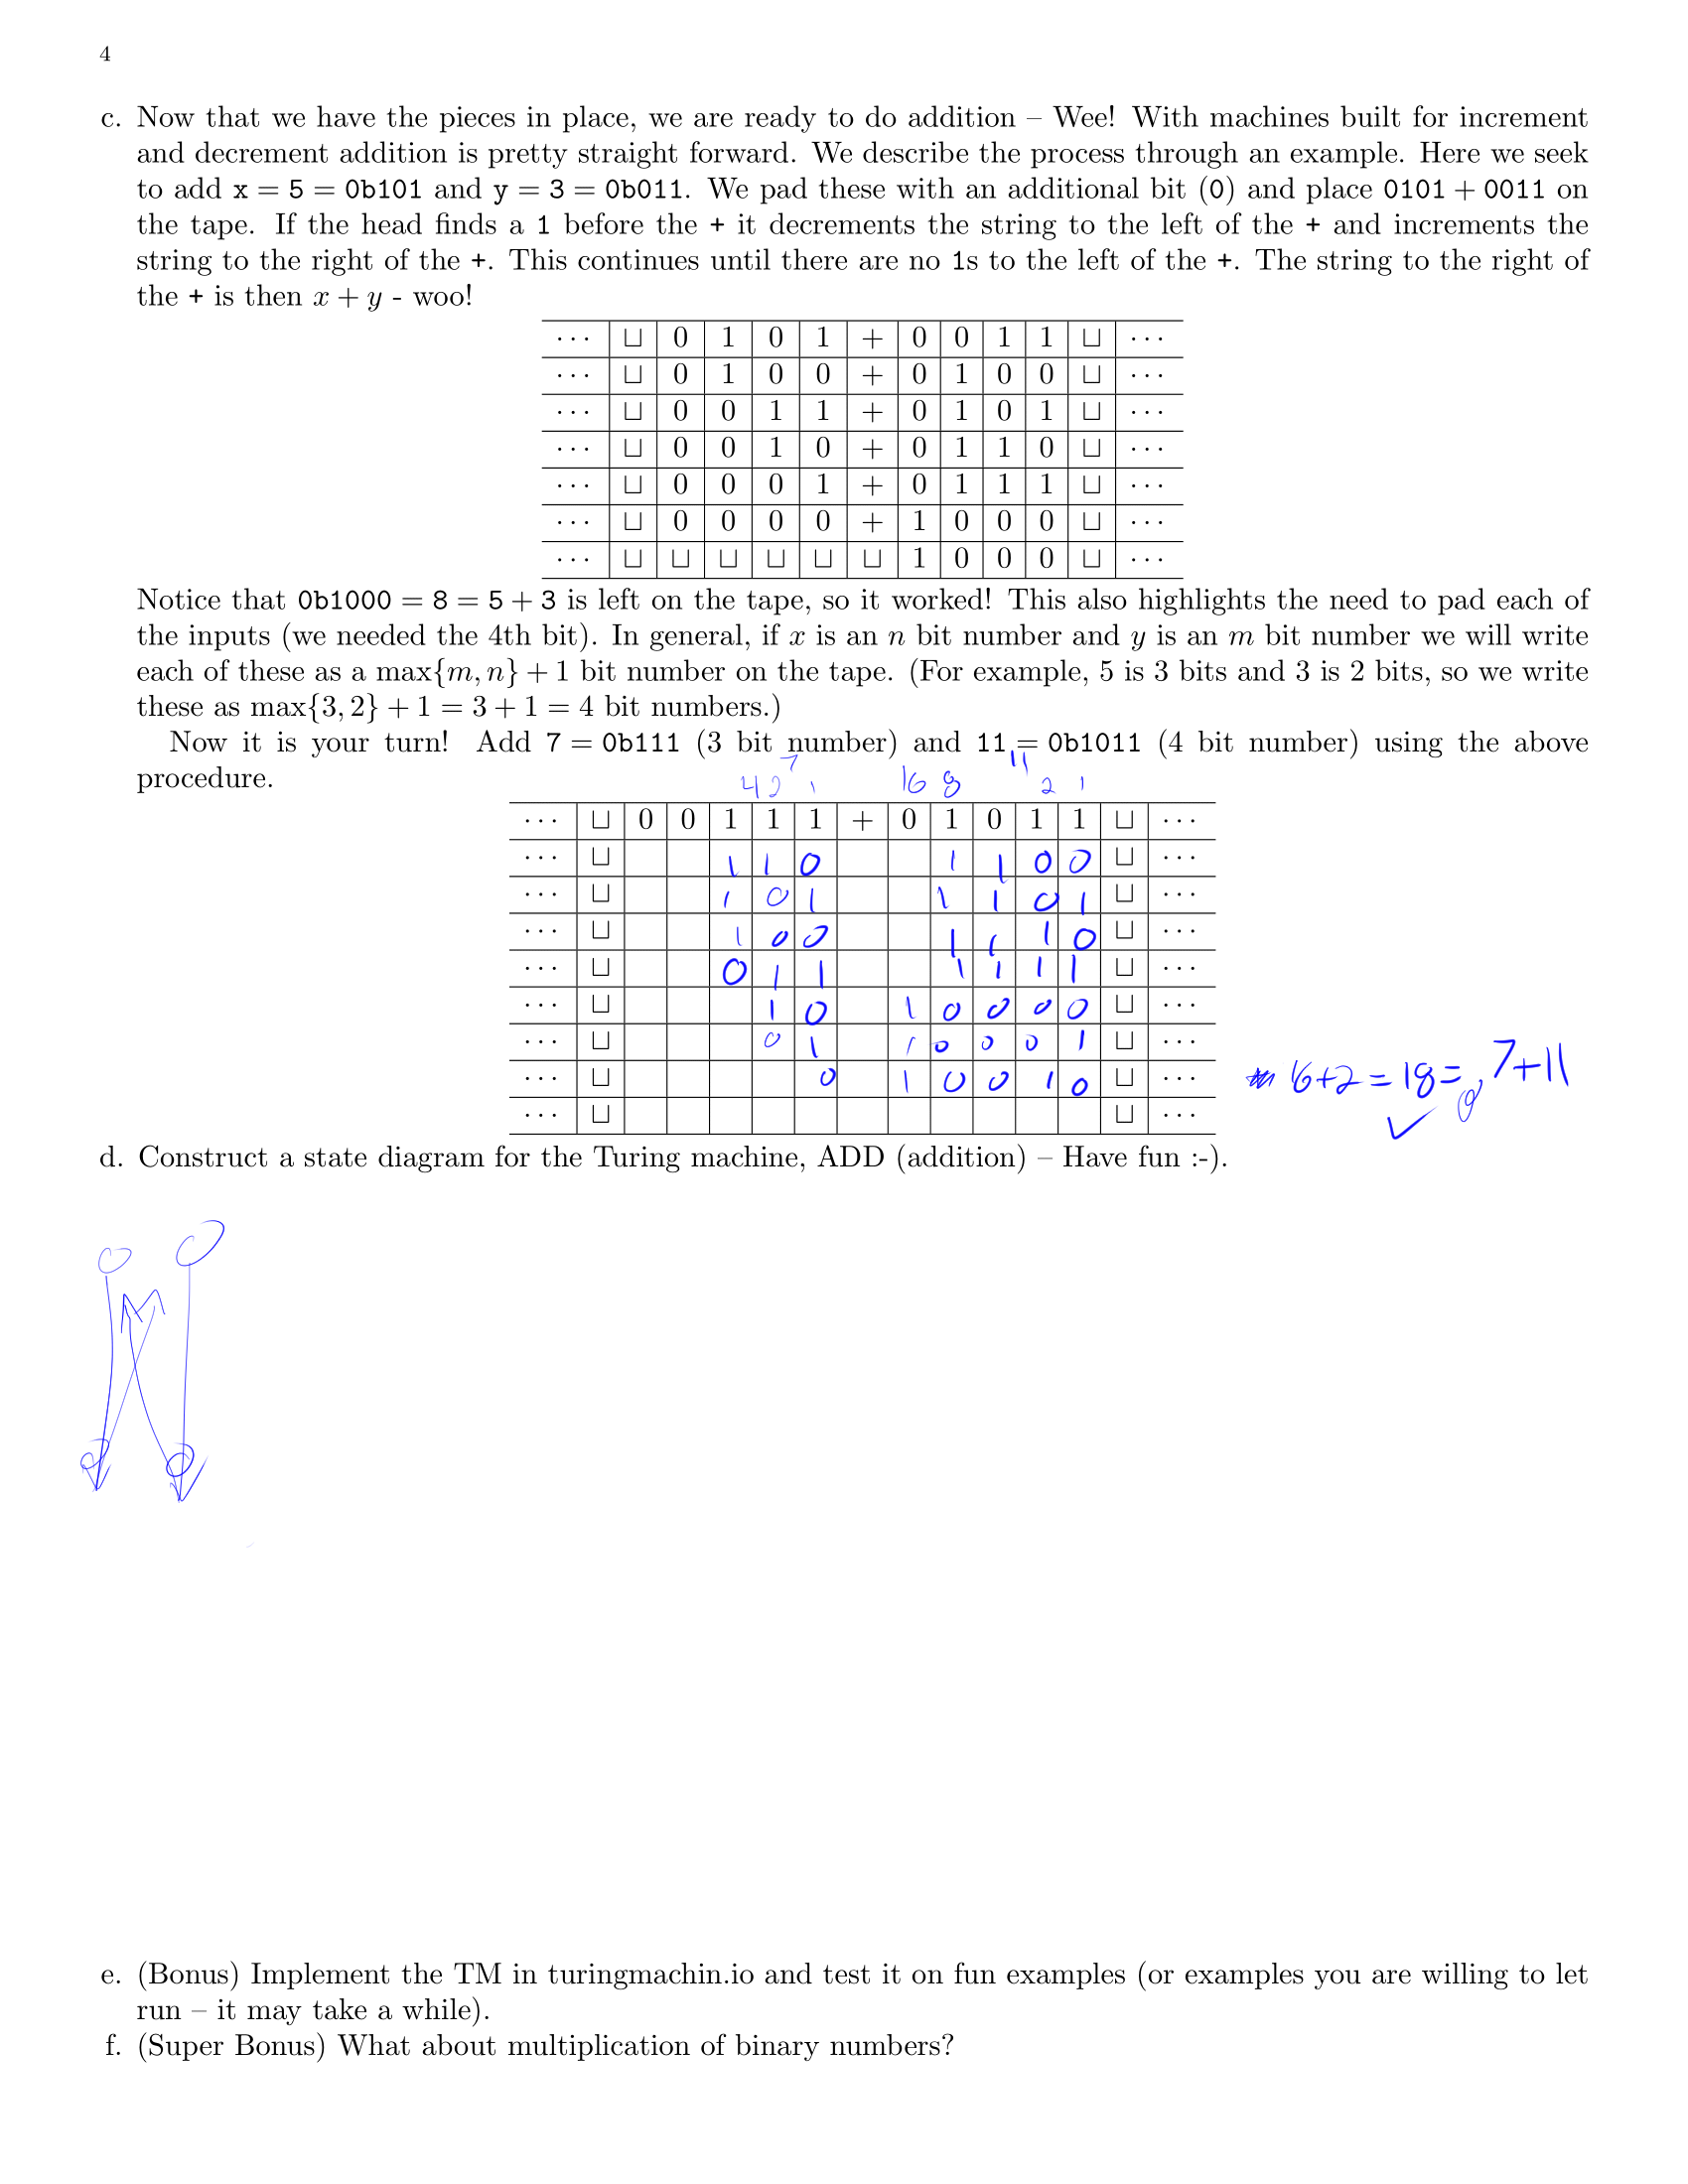 4
c. Now that we have the pieces in place, we are ready to do addition – Wee! With machines built for increment
and decrement addition is pretty straight forward. We describe the process through an example. Here we seek
to add x = 5 = 0b101 and y = 3 = 0b011. We pad these with an additional bit (0) and place 0101 + 0011 on
the tape. If the head finds a 1 before the + it decrements the string to the left of the + and increments the
string to the right of the +. This continues until there are no 1s to the left of the +. The string to the right of
the + is then x + y - woo!
··· ⊔ 0 1 0 1 + 0 0 1 1 ⊔ ···
··· ⊔ 0 1 0 0 + 0 1 0 0 ⊔ ···
··· ⊔ 0 0 1 1 + 0 1 0 1 ⊔ ···
··· ⊔ 0 0 1 0 + 0 1 1 0 ⊔ ···
··· ⊔ 0 0 0 1 + 0 1 1 1 ⊔ ···
··· ⊔ 0 0 0 0 + 1 0 0 0 ⊔ ···
··· ⊔ ⊔ ⊔ ⊔ ⊔ ⊔ 1 0 0 0 ⊔ ···
Notice that 0b1000 = 8 = 5 + 3 is left on the tape, so it worked! This also highlights the need to pad each of
the inputs (we needed the 4th bit). In general, if x is an n bit number and y is an m bit number we will write
each of these as a max{m, n} + 1 bit number on the tape. (For example, 5 is 3 bits and 3 is 2 bits, so we write
these as max{3, 2} + 1 = 3 + 1 = 4 bit numbers.)
Now it is your turn! Add 7 = 0b111 (3 bit number) and 11 = 0b1011 (4 bit number) using the above
procedure.
7 11
4 2 1 16 8 2 1
··· ⊔ 0 0 1 1 1 + 0 1 0 1 1 ⊔ ···
··· ⊔ 1 1 0 1 1 0 0 ⊔ ···
··· ⊔ 1 0 1 1 1 0 1 ⊔ ···
··· ⊔ 1 0 0 1 1 1 0 ⊔ ···
··· ⊔ 0 1 1 1 1 1 1 ⊔ ···
··· ⊔ 1 0 1 0 0 0 0 ⊔ ···
··· ⊔ 0 1 1 0 0 0 1 ⊔ ···
··· ⊔ 0 1 0 0 1 0 ⊔ ··· 16+2 = 18 = 7+11 ✓
··· ⊔ ⊔ ···
d. Construct a state diagram for the Turing machine, ADD (addition) – Have fun :-).
e. (Bonus) Implement the TM in turingmachin.io and test it on fun examples (or examples you are willing to let
run – it may take a while).
f. (Super Bonus) What about multiplication of binary numbers?